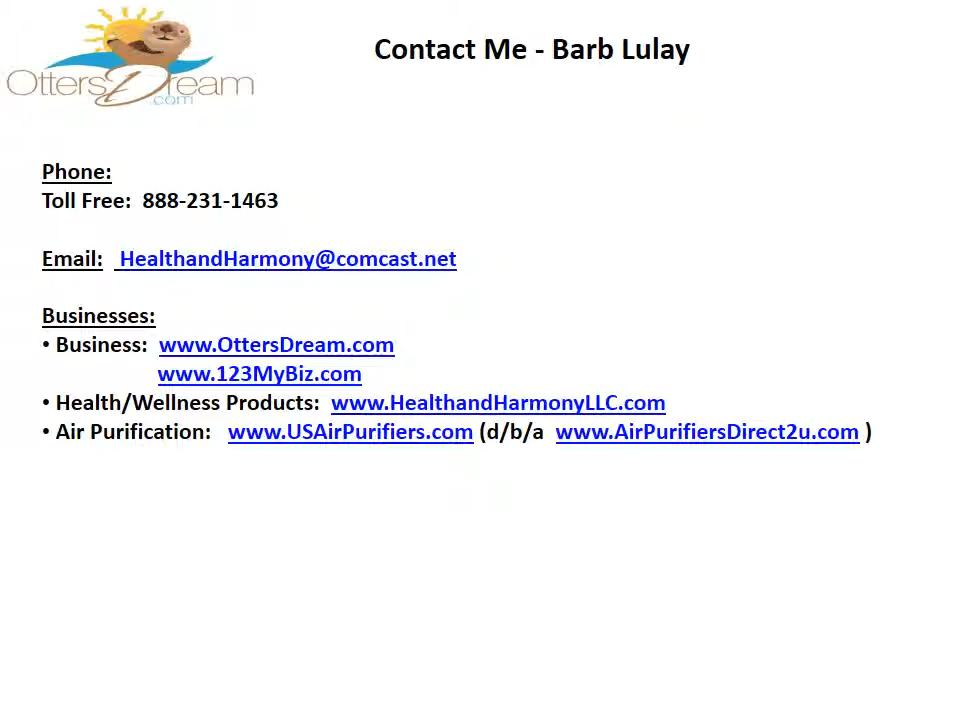 OttersDream
.com
Contact Me - Barb Lulay
Phone:
Toll Free: 888-231-1463
Email: HealthandHarmony@comcast.net
Businesses:
• Business: www.OttersDream.com
www.123MyBiz.com
• Health/Wellness Products: www.HealthandHarmonyLLC.com
• Air Purification: www.USAirPurifiers.com (d/b/a www.AirPurifiersDirect2u.com )